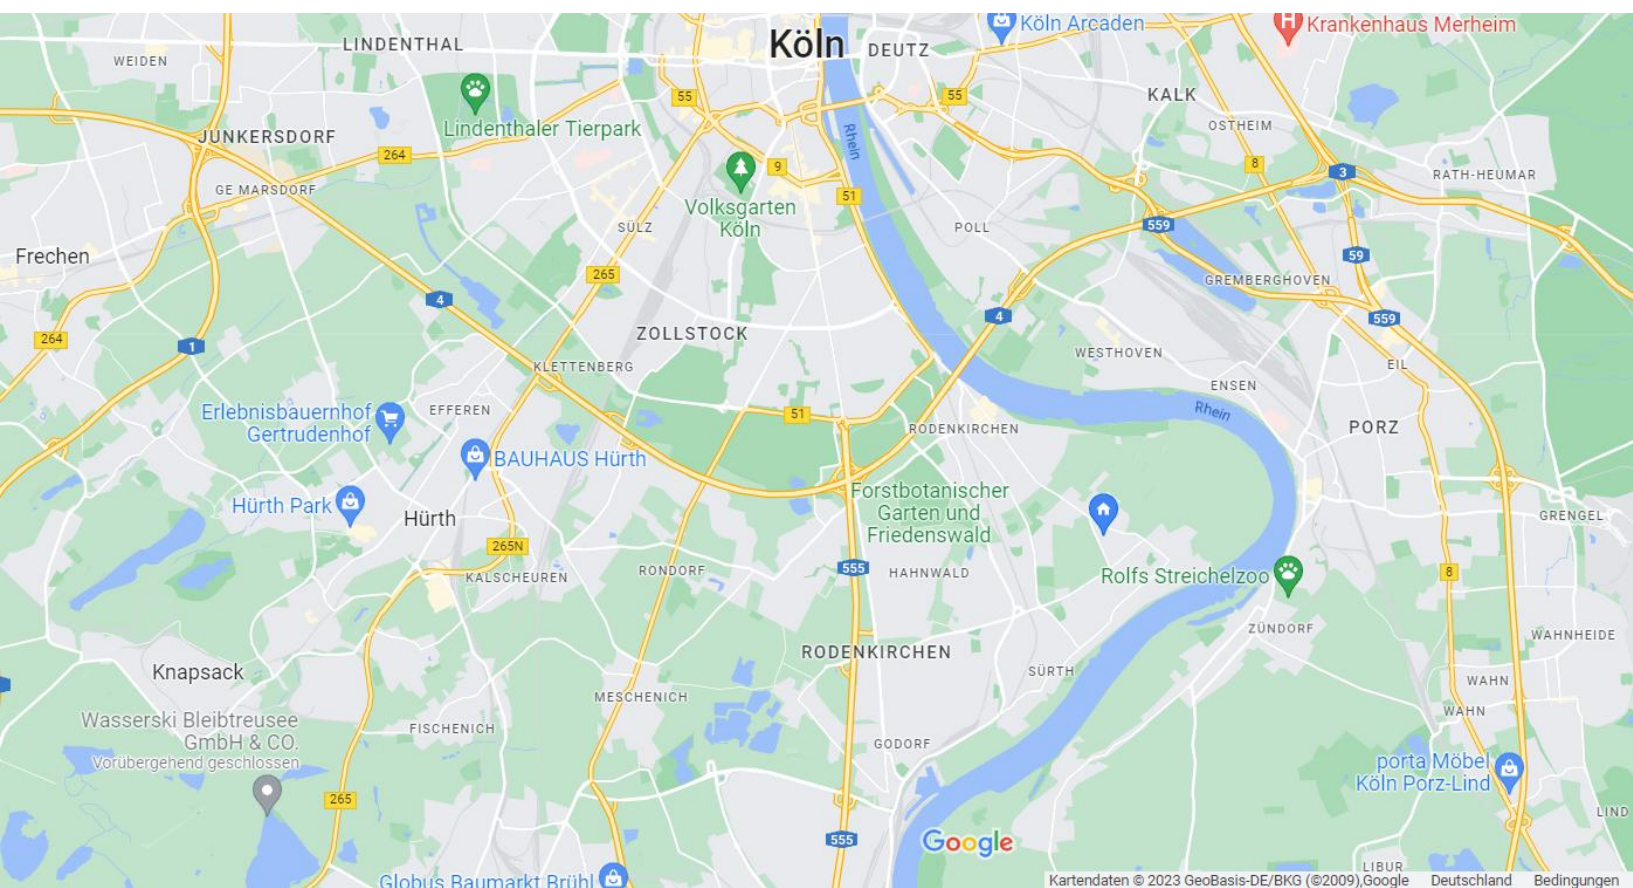 Köln Arcaden
Krankenhaus Merheim
H
LINDENTHAL
Köln
DEUTZ
WEIDEN
55
55
KALK
OSTHEIM
Lindenthaler Tierpark
JUNKERSDORF
264
Rhein
9
8
3
RATH-HEUMAR
GE MARSDORF
51
Volksgarten
Köln
SÜLZ
POLL
559
Frechen
59
265
GREMBERGHOVEN
4
4
559
264
1
ZOLLSTOCK
WESTHOVEN
KLETTENBERG
EIL
ENSEN
Erlebnisbauernhof
Gertrudenhof
EFFEREN
51
Rhein
RODENKIRCHEN
PORZ
BAUHAUS Hürth
Hürth Park
Hürth
Forstbotanischer
Garten und
Friedenswald
GRENGEL
265N
KALSCHEUREN
RONDORF
555
HAHNWALD
Rolfs Streichelzoo
8
ZÜNDORF
WAHNHEIDE
RODENKIRCHEN
Knapsack
SÜRTH
WAHN
MESCHENICH
WAHN
Wasserski Bleibtreusee
GmbH & CO.
Vorübergehend geschlossen
FISCHENICH
GODORF
porta Möbel
Köln Porz-Lind
265
LIND
555
Google
LIBUR
Globus Baumarkt Brühl
Kartendaten © 2023 GeoBasis-DE/BKG (©2009),Google Deutschland Bedingungen